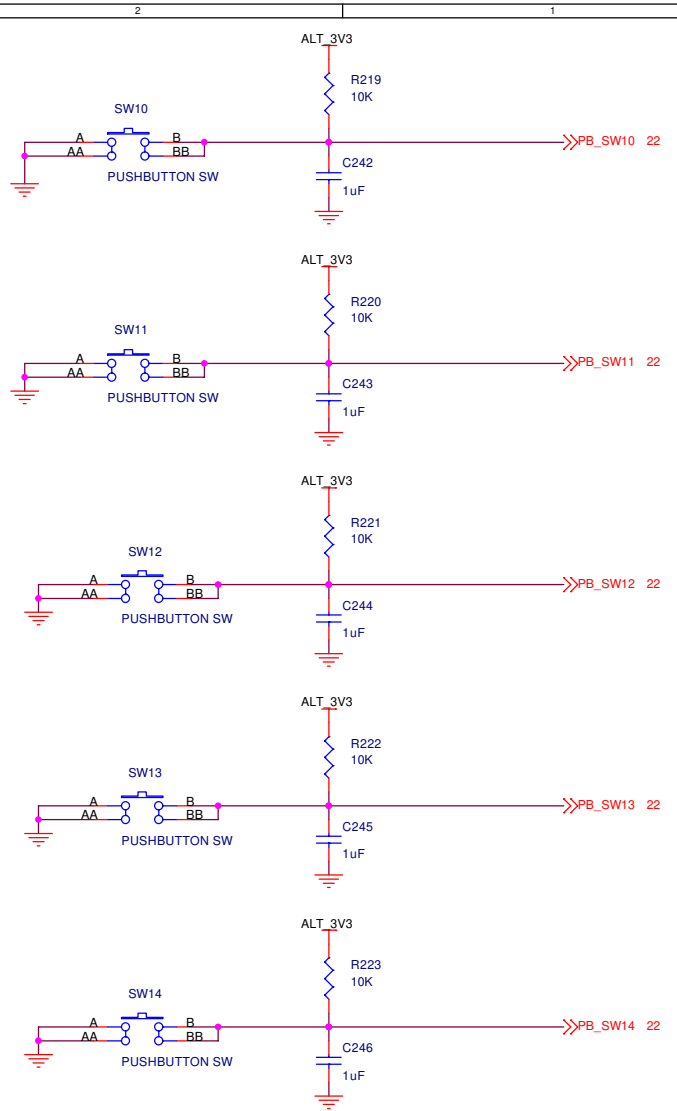 2 1
ALT_3V3
R219
10K
SW10
A B
AA BB
PUSHBUTTON SW
PB_SW10 22
C242
1uF
ALT_3V3
R220
10K
SW11
A B
AA BB
PUSHBUTTON SW
PB_SW11 22
C243
1uF
ALT_3V3
R221
10K
SW12
A B
AA BB
PUSHBUTTON SW
PB_SW12 22
C244
1uF
ALT_3V3
R222
10K
SW13
A B
AA BB
PUSHBUTTON SW
PB_SW13 22
C245
1uF
ALT_3V3
R223
10K
SW14
A B
AA BB
PUSHBUTTON SW
PB_SW14 22
C246
1uF